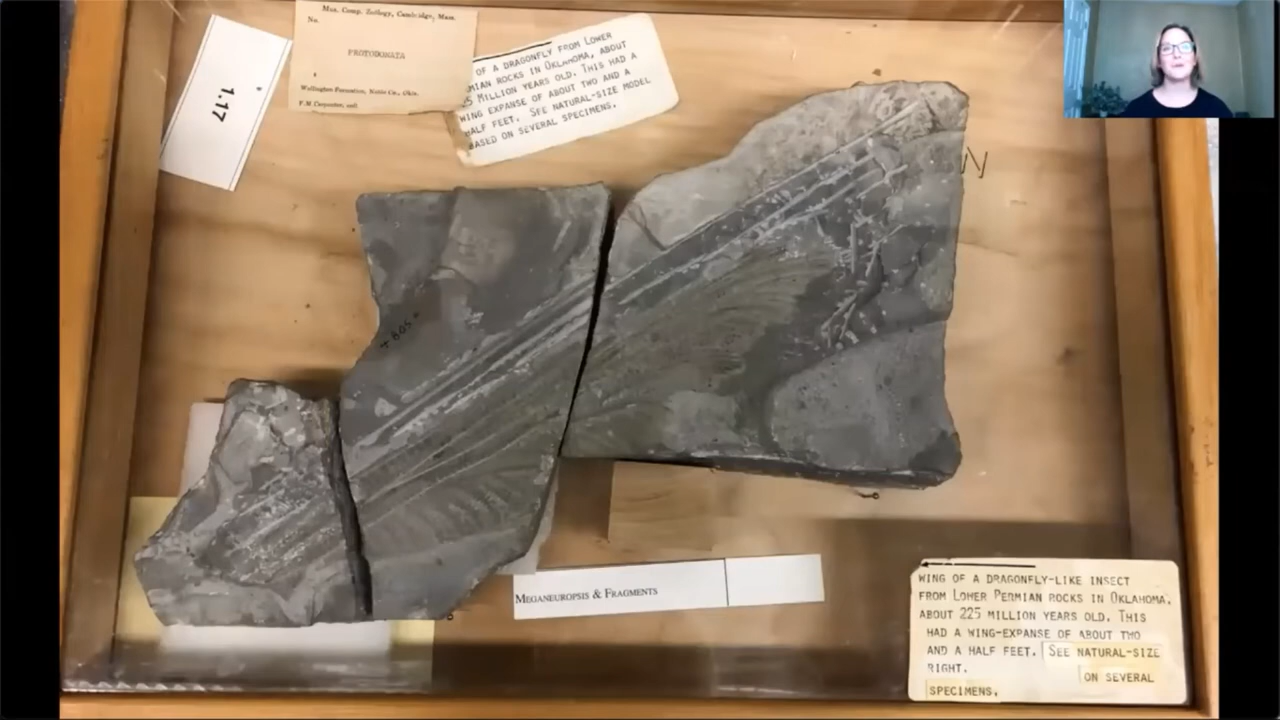 Mus. Comp. Zoology, Cambridge, Mass.
No.
PROTODONATA
Wellington Formation, Noble Co., Okla.
F.M Carpenter, coll
1.17
OF A DRAGONFLY FROM LOWER
MIAN ROCKS IN OKLAHOMA, ABOUT
25 MILLION YEARS OLD. THIS HAD A
WING EXPANSE OF ABOUT TWO AND A
HALF FEET. SEE NATURAL-SIZE MODEL
BASED ON SEVERAL SPECIMENS.
N
MEGANEUROPSIS & FRAGMENTS
WING OF A DRAGONFLY-LIKE INSECT
FROM LOWER PERMIAN ROCKS IN OKLAHOMA,
ABOUT 225 MILLION YEARS OLD. THIS
HAD A WING-EXPANSE OF ABOUT TWO
AND A HALF FEET. SEE NATURAL-SIZE
RIGHT.
ON SEVERAL
SPECIMENS.